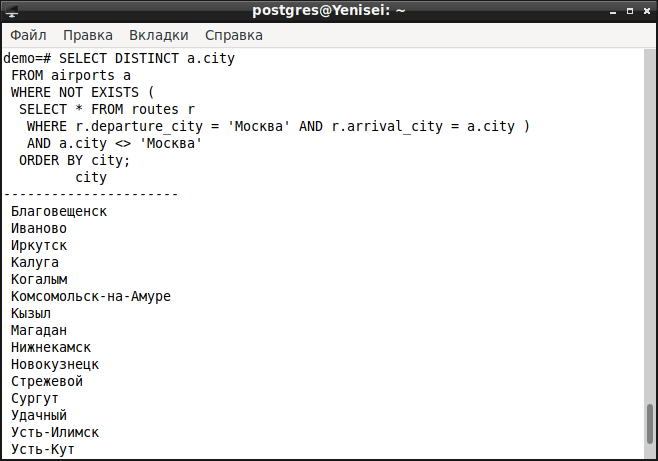 postgres@Yenisei: ~
Файл Правка Вкладки Справка
demo=# SELECT DISTINCT a.city
FROM airports a
WHERE NOT EXISTS (
SELECT * FROM routes r
WHERE r.departure_city = 'Москва' AND r.arrival_city = a.city )
AND a.city <> 'Москва'
ORDER BY city;
city
----------------------
Благовещенск
Иваново
Иркутск
Калуга
Когалым
Комсомольск-на-Амуре
Кызыл
Магадан
Нижнекамск
Новокузнецк
Стрежевой
Сургут
Удачный
Усть-Илимск
Усть-Кут